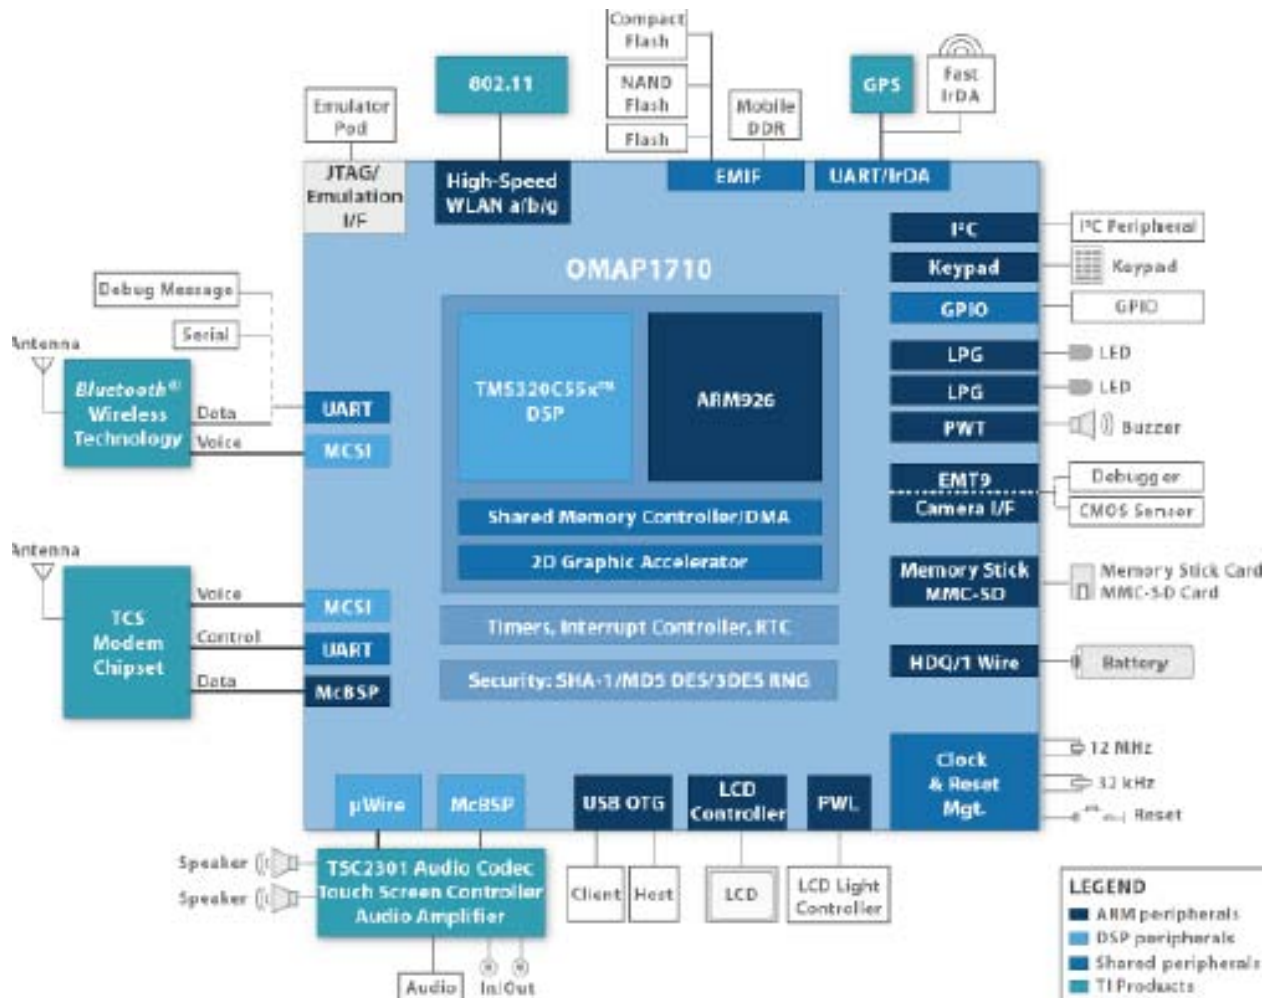 Compact
Flash
802.11
NAND
Flash
GPS
Fast
IrDA
Emulator
Pod
Mobile
DDR
Flash
JTAG/
Emulation
I/F
High-Speed
WLAN a/b/g
EMIF
UART/IrDA
I²C
I²C Peripheral
OMAP1710
Keypad
Keypad
Debug Message
GPIO
GPIO
Serial
Antenna
LPG
LED
Bluetooth®
Wireless
Technology
TMS320C55x™
DSP
ARM926
LPG
LED
Data
UART
PWT
Buzzer
Voice
MCSI
EMT9
Debugger
Camera I/F
CMOS Sensor
Shared Memory Controller/DMA
Antenna
2D Graphic Accelerator
Memory Stick
MMC-SD
Memory Stick Card
MMC-SD Card
Voice
MCSI
TCS
Modem
Chipset
Timers, Interrupt Controller, RTC
Control
UART
HDQ/1 Wire
Battery
Data
McBSP
Security: SHA-1/MD5 DES/3DES RNG
Clock
& Reset
Mgt.
12 MHz
32 kHz
Reset
µWire
McBSP
USB OTG
LCD
Controller
PWL
Speaker
Speaker
TSC2301 Audio Codec
Touch Screen Controller
Audio Amplifier
Client
Host
LCD
LCD Light
Controller
Audio
In/Out
LEGEND
ARM peripherals
DSP peripherals
Shared peripherals
TI Products